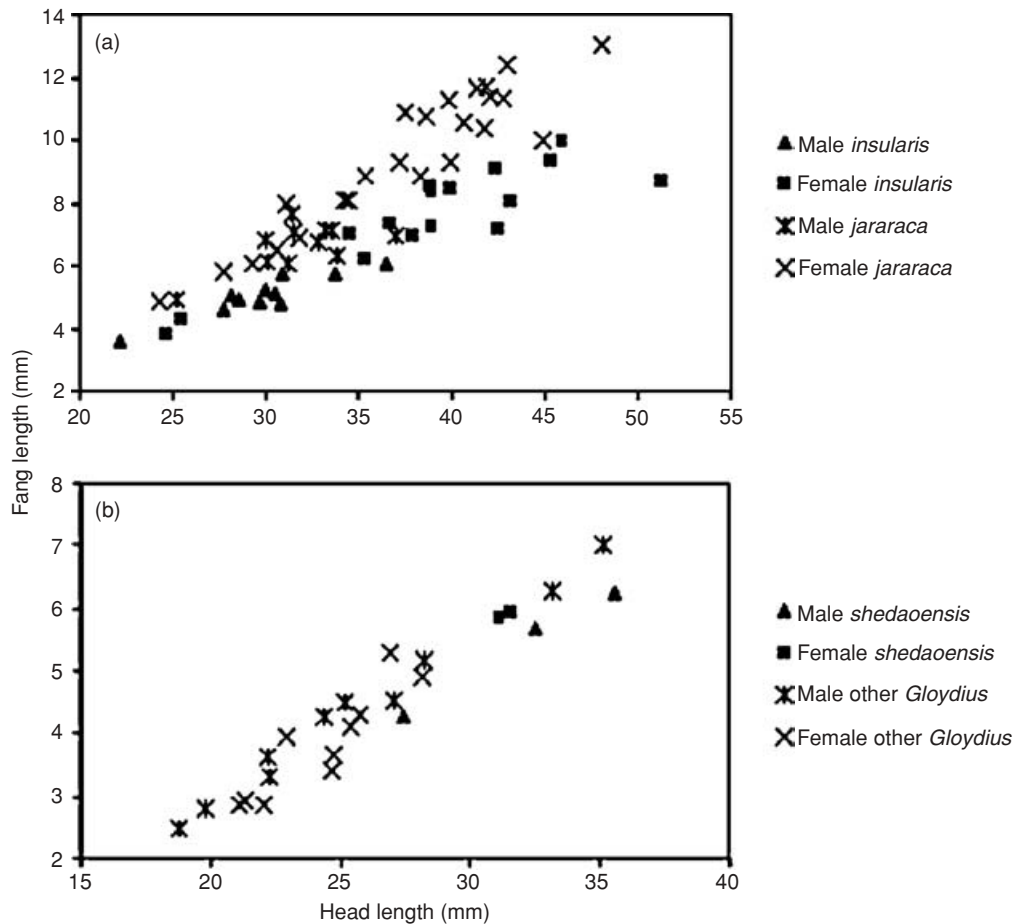 14
(a)
12
10
8
6
4
2
20
25
30
35
40
45
50
55
Male insularis
Female insularis
Male jararaca
Female jararaca
Fang length (mm)
8
(b)
7
6
5
4
3
2
15
20
25
30
35
40
Male shedaoensis
Female shedaoensis
Male other Gloydius
Female other Gloydius
Head length (mm)